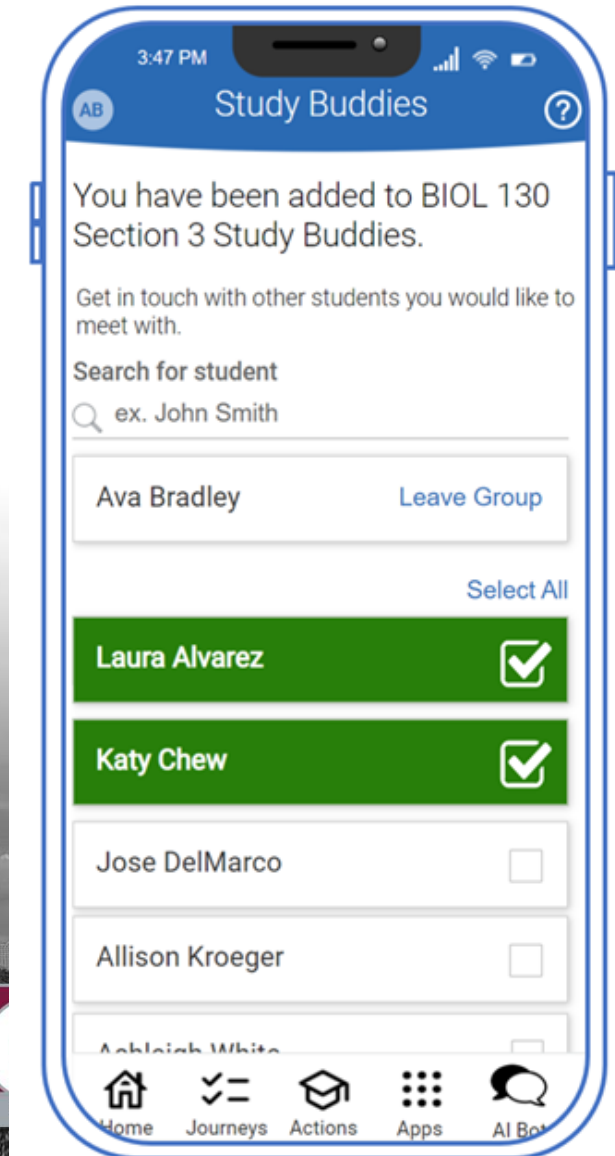 3:47 PM
AB
Study Buddies
?
You have been added to BIOL 130
Section 3 Study Buddies.
Get in touch with other students you would like to
meet with.
Search for student
ex. John Smith
Ava Bradley
Leave Group
Select All
Laura Alvarez
Katy Chew
Jose DelMarco
Allison Kroeger
Ashleigh White
Home
Journeys
Actions
Apps
AI Bot